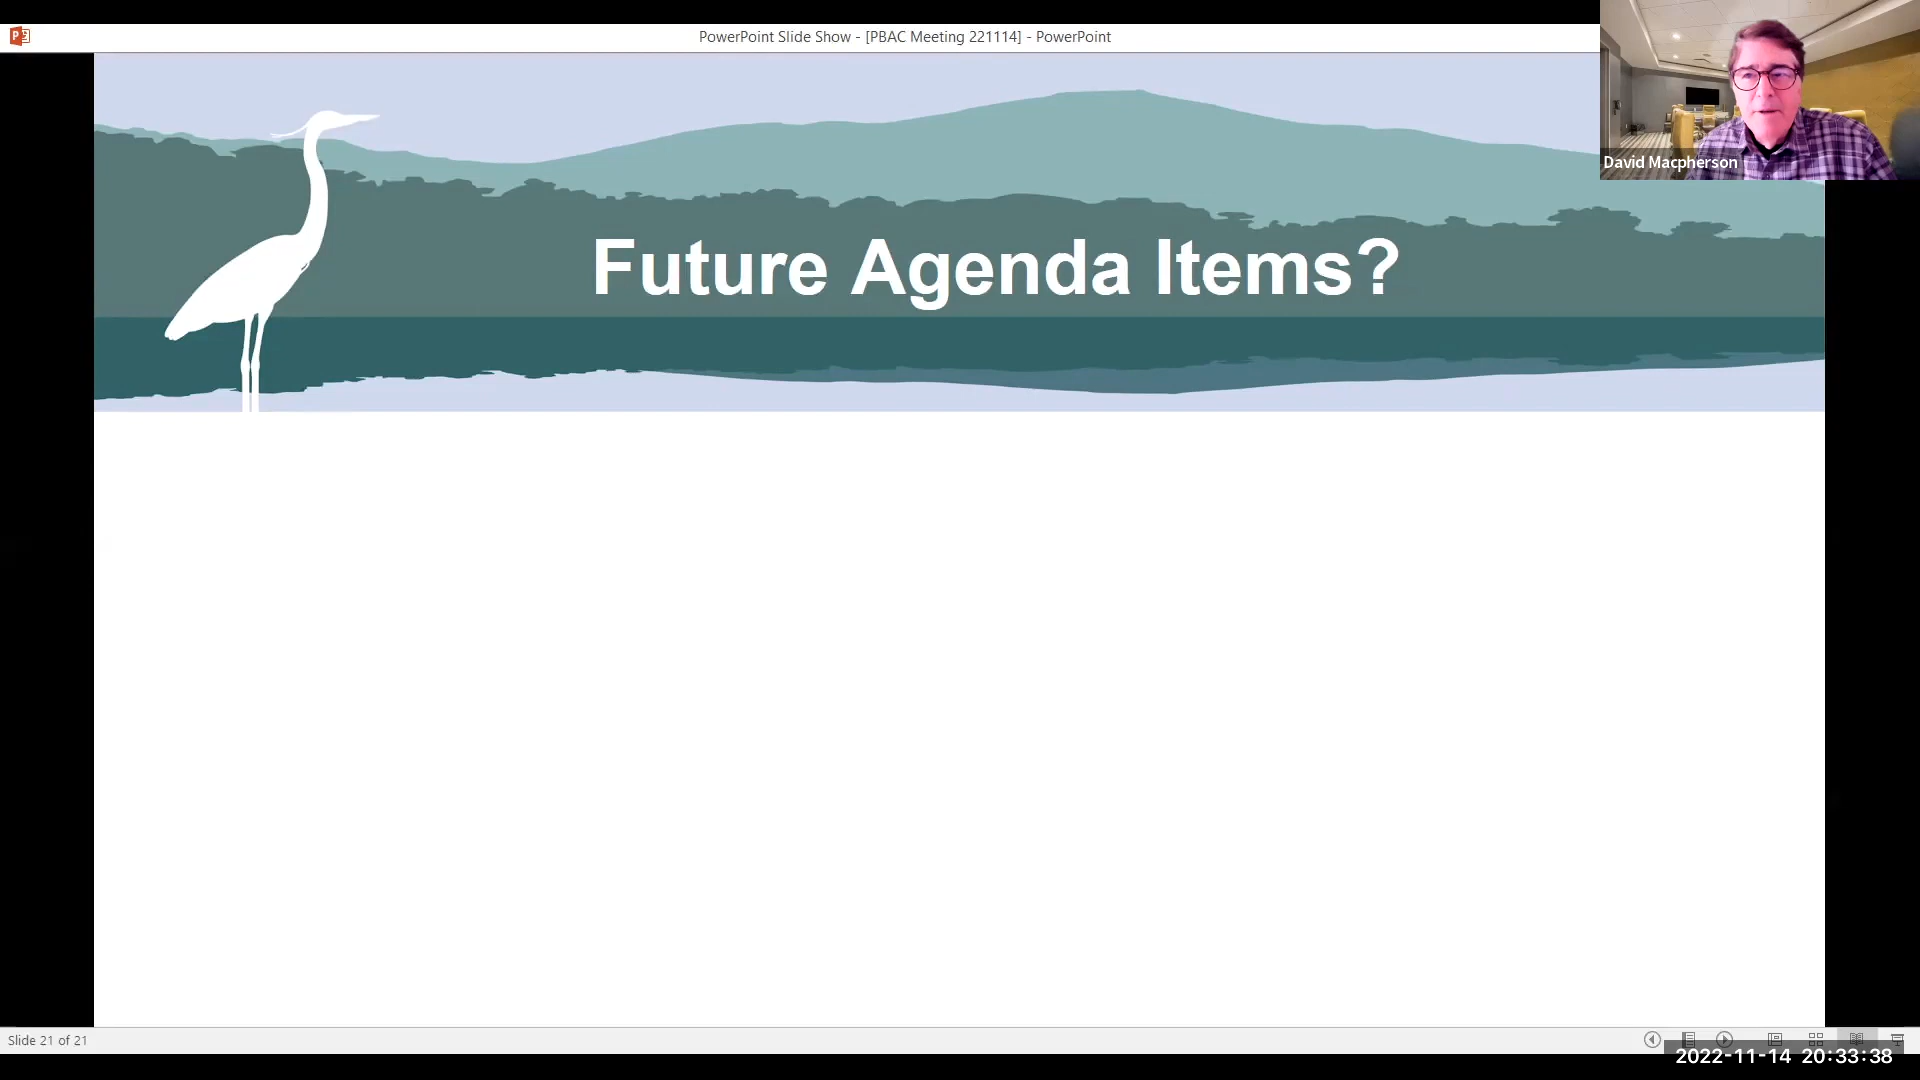 PowerPoint Slide Show - [PBAC Meeting 221114] - PowerPoint
David Macpherson
Future Agenda Items?
Slide 21 of 21
2022-11-14 20:33:38